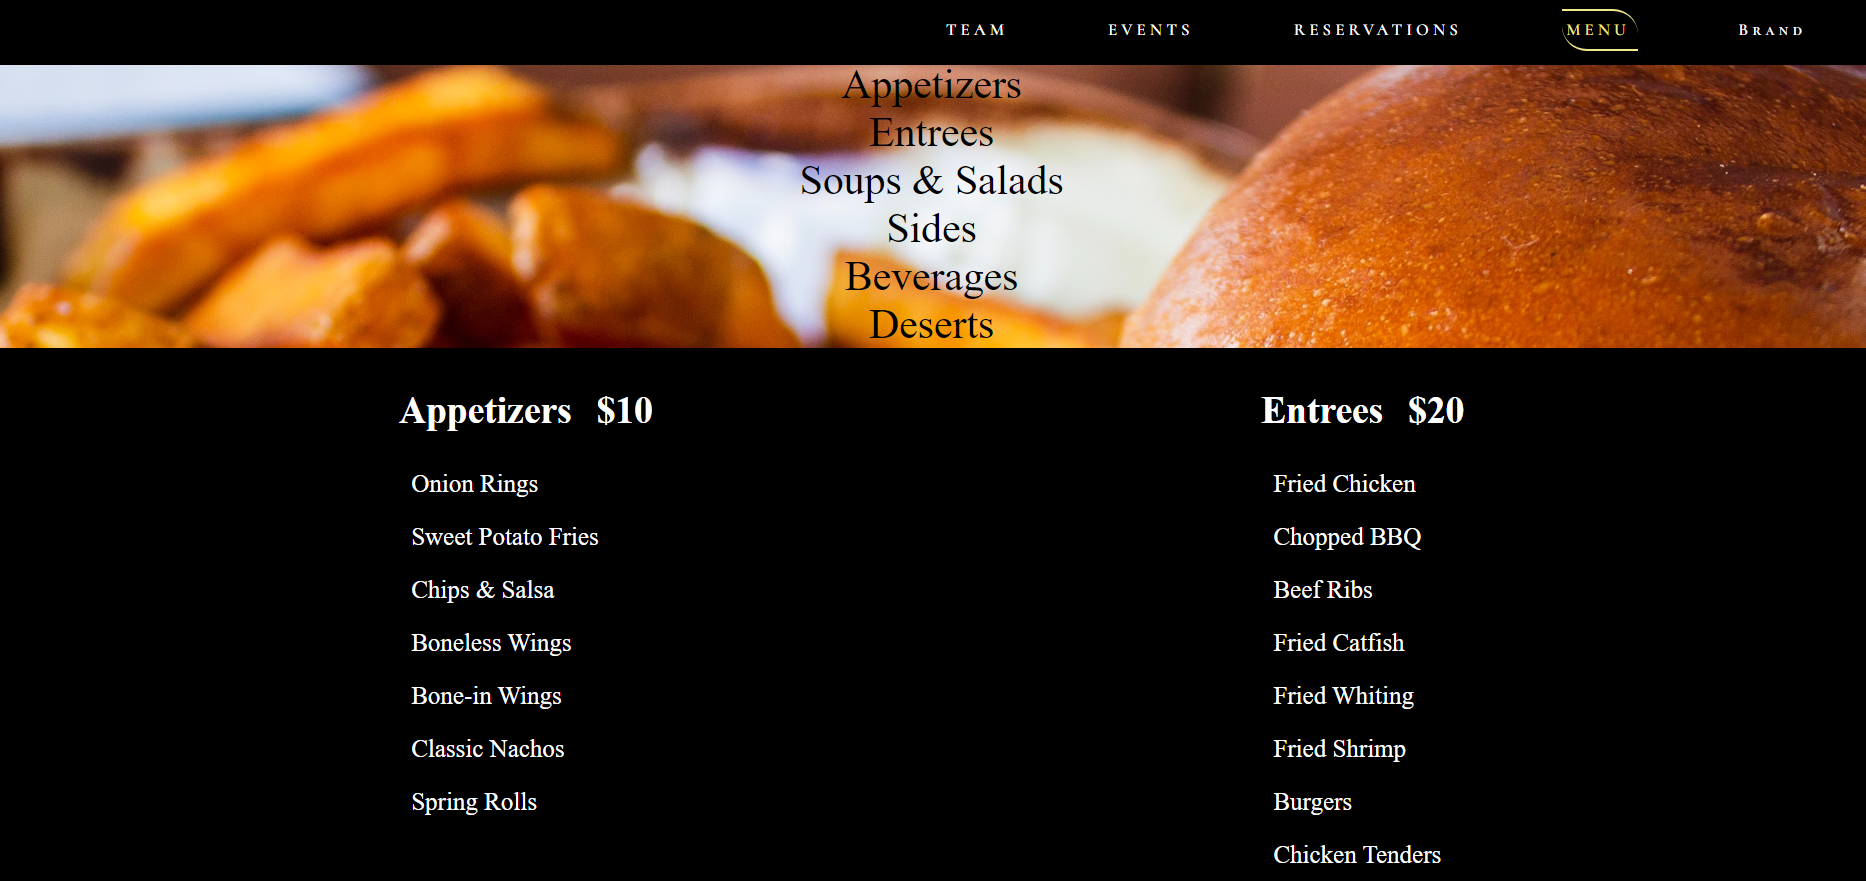 TEAM EVENTS RESERVATIONS MENU Brand
Appetizers
Entrees
Soups & Salads
Sides
Beverages
Deserts
Appetizers $10
Onion Rings
Sweet Potato Fries
Chips & Salsa
Boneless Wings
Bone-in Wings
Classic Nachos
Spring Rolls
Entrees $20
Fried Chicken
Chopped BBQ
Beef Ribs
Fried Catfish
Fried Whiting
Fried Shrimp
Burgers
Chicken Tenders